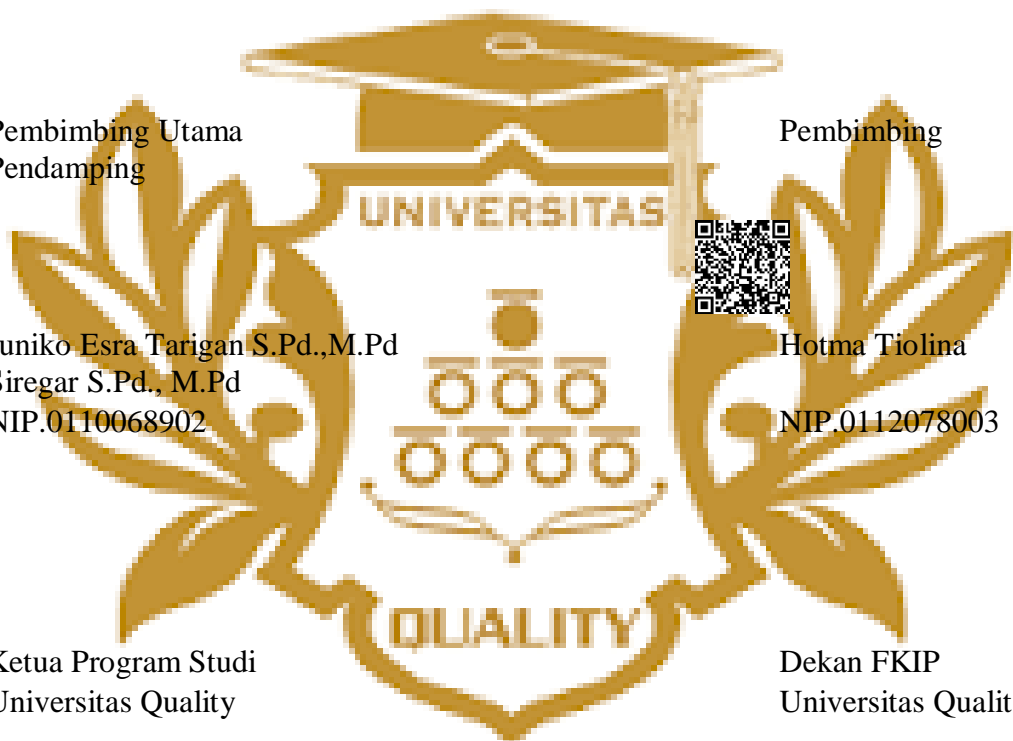 Pembimbing Utama Pembimbing
Pendamping
UNIVERSITAS
uniko Esra Tarigan S.Pd.,M.Pd Hotma Tiolina
Siregar S.Pd., M.Pd
NIP.0110068902 NIP.0112078003
QUALITY
Ketua Program Studi Dekan FKIP
Universitas Quality Universitas Qualit